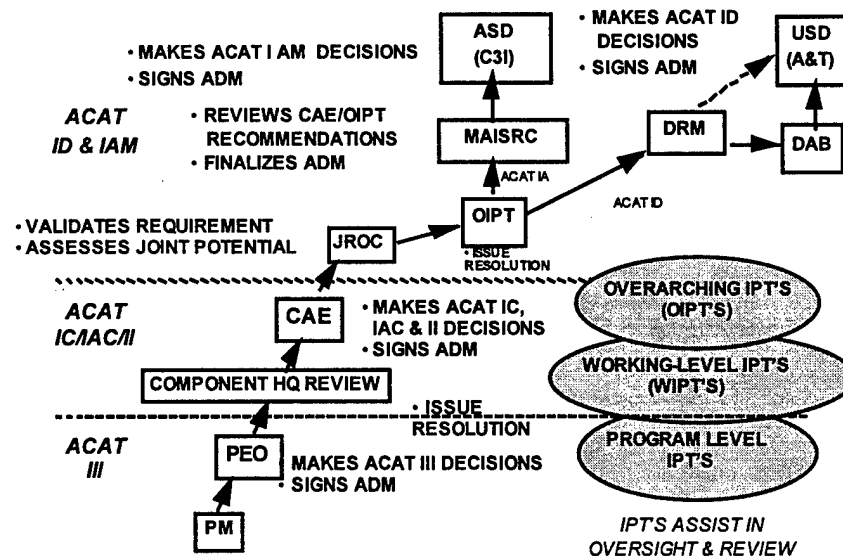 • MAKES ACAT I AM DECISIONS
• SIGNS ADM
ASD
(C3I)
• MAKES ACAT ID
DECISIONS
• SIGNS ADM
USD
(A&T)
ACAT
ID & IAM
• REVIEWS CAE/OIPT
RECOMMENDATIONS
• FINALIZES ADM
MAISRC
DRM
DAB
ACAT IA
ACAT ID
• VALIDATES REQUIREMENT
• ASSESSES JOINT POTENTIAL
JROC
OIPT
• ISSUE
RESOLUTION
ACAT
IC/IAC/II
CAE
• MAKES ACAT IC,
IAC & II DECISIONS
• SIGNS ADM
OVERARCHING IPT'S
(OIPT'S)
COMPONENT HQ REVIEW
WORKING-LEVEL IPT'S
(WIPT'S)
• ISSUE
RESOLUTION
ACAT
III
PEO
• MAKES ACAT III DECISIONS
• SIGNS ADM
PROGRAM LEVEL
IPT'S
PM
IPT'S ASSIST IN
OVERSIGHT & REVIEW